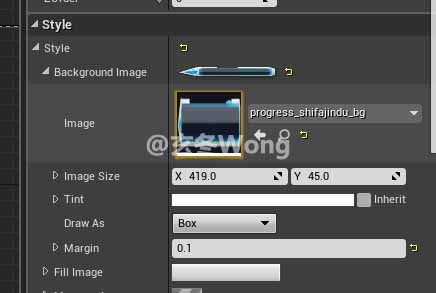 Style
Style
Background Image
Image
progress_shifajindu_bg
@玄冬Wong
Image Size
X 419.0
Y 45.0
Tint
Inherit
Draw As
Box
Margin
0.1
Fill Image